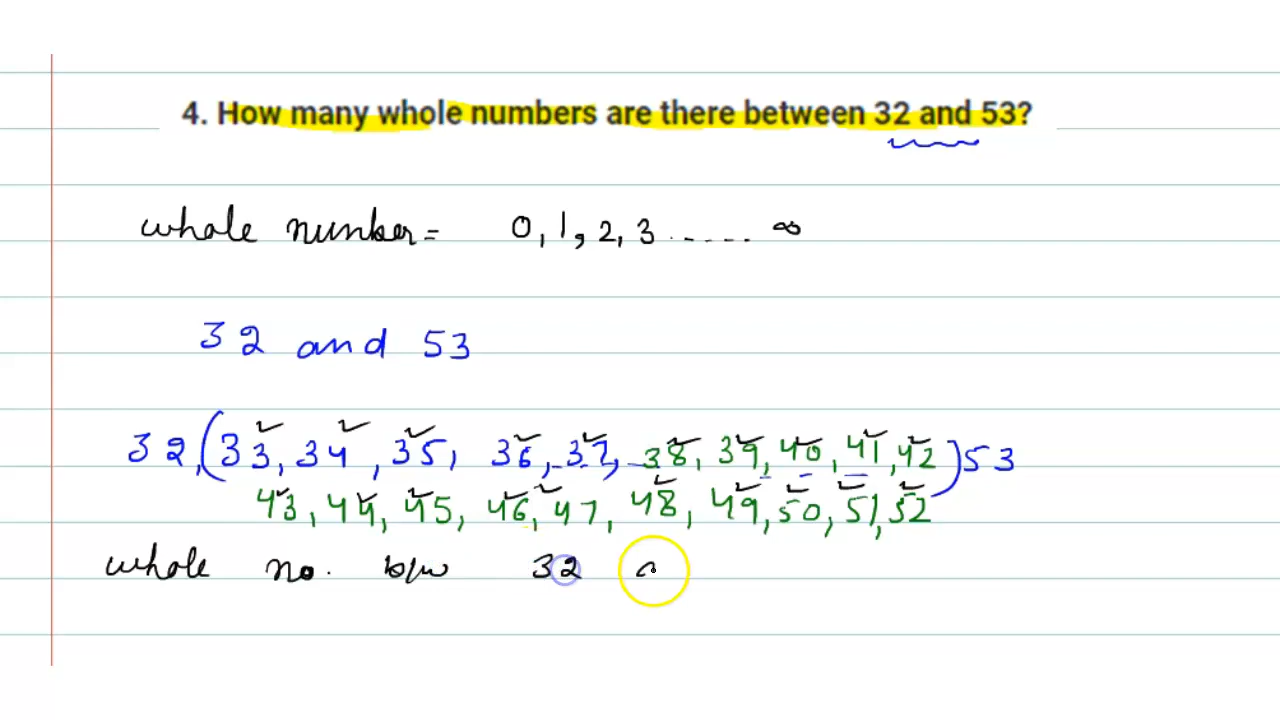 4. How many whole numbers are there between 32 and 53?
whole number = 0, 1, 2, 3 ...... ∞
32 and 53
32, (33, 34, 35, 36, 37, 38, 39, 40, 41, 42) 53
43, 44, 45, 46, 47, 48, 49, 50, 51, 52
whole no. b/w 32 a